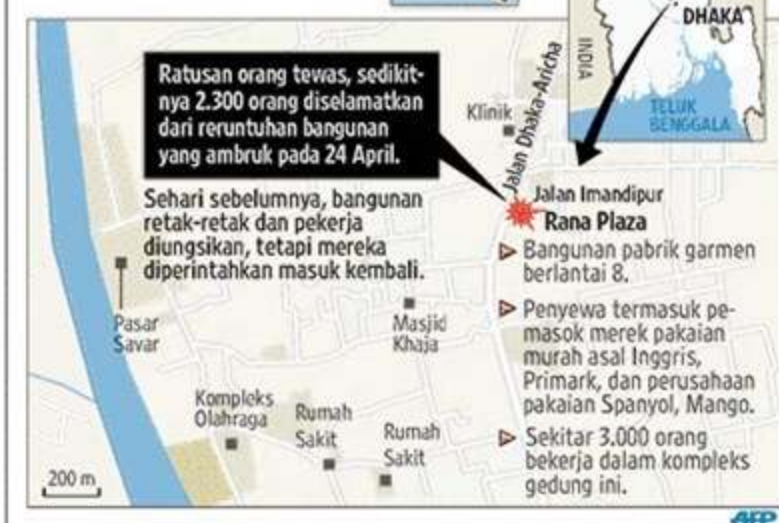 DHAKA
INDIA
TELUK
BENGGALA
Ratusan orang tewas, sedikit-
nya 2.300 orang diselamatkan
dari reruntuhan bangunan
yang ambruk pada 24 April.
Sehari sebelumnya, bangunan
retak-retak dan pekerja
diungsikan, tetapi mereka
diperintahkan masuk kembali.
Klinik
Jalan Dhaka-Aricha
Jalan Imandipur
Rana Plaza
Bangunan pabrik garmen
berlantai 8.
Penyewa termasuk pe-
masok merek pakaian
murah asal Inggris,
Primark, dan perusahaan
pakaian Spanyol, Mango.
Sekitar 3.000 orang
bekerja dalam kompleks
gedung ini.
Pasar
Savar
Masjid
Khaja
Kompleks
Olahraga
Rumah
Sakit
Rumah
Sakit
200 m
AFP